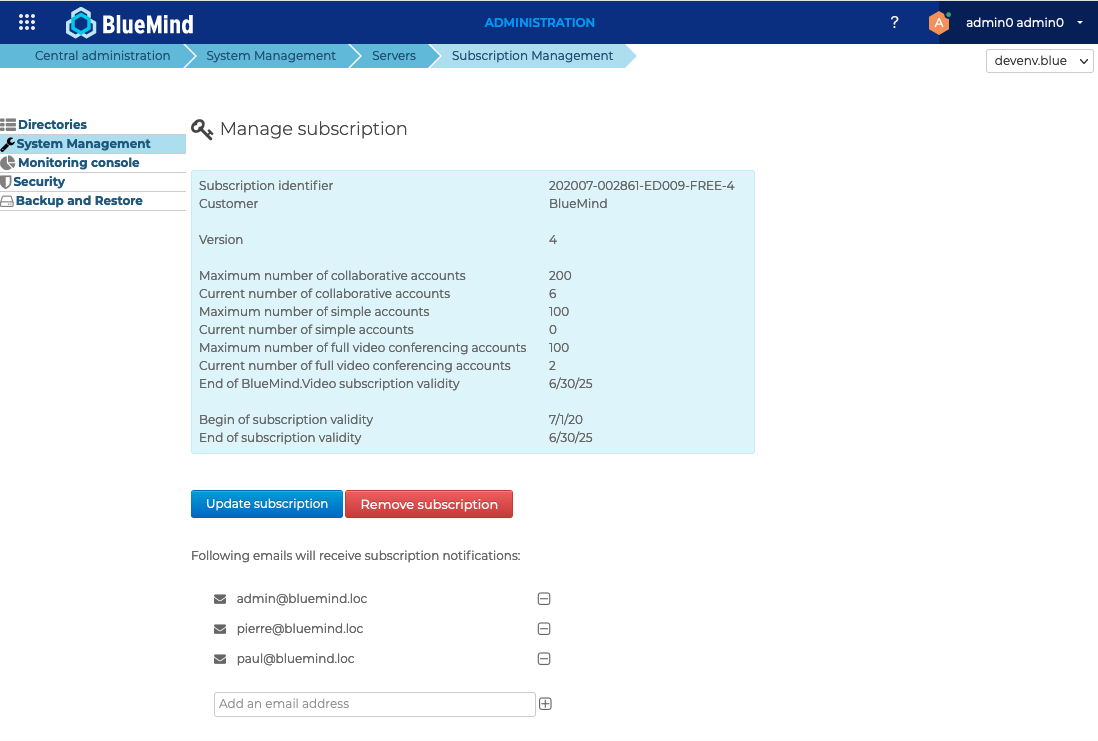 BlueMind
ADMINISTRATION
?
A
admin0 admin0
Central administration
System Management
Servers
Subscription Management
devenv.blue
Directories
System Management
Monitoring console
Security
Backup and Restore
Manage subscription
Subscription identifier 202007-002861-ED009-FREE-4
Customer BlueMind
Version 4
Maximum number of collaborative accounts 200
Current number of collaborative accounts 6
Maximum number of simple accounts 100
Current number of simple accounts 0
Maximum number of full video conferencing accounts 100
Current number of full video conferencing accounts 2
End of BlueMind.Video subscription validity 6/30/25
Begin of subscription validity 7/1/20
End of subscription validity 6/30/25
Update subscription
Remove subscription
Following emails will receive subscription notifications:
admin@bluemind.loc
pierre@bluemind.loc
paul@bluemind.loc
Add an email address